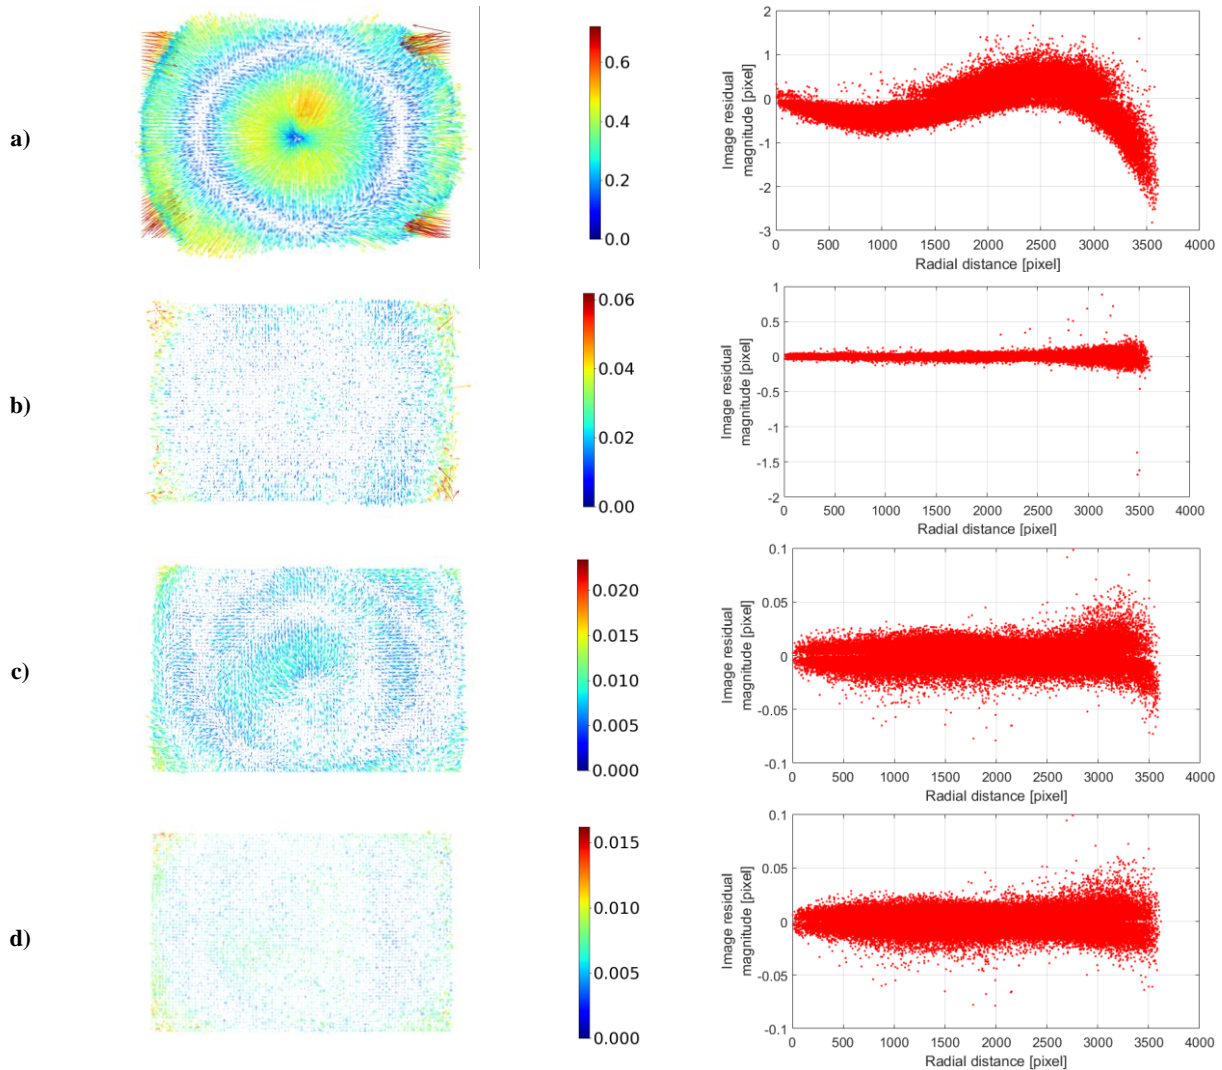 a)
0.6
0.4
0.2
0.0
2
1
0
-1
-2
-3
Image residual
magnitude [pixel]
0 500 1000 1500 2000 2500 3000 3500 4000
Radial distance [pixel]
b)
0.06
0.04
0.02
0.00
1
0.5
0
-0.5
-1
-1.5
-2
Image residual
magnitude [pixel]
0 500 1000 1500 2000 2500 3000 3500 4000
Radial distance [pixel]
c)
0.020
0.015
0.010
0.005
0.000
0.1
0.05
0
-0.05
-0.1
Image residual
magnitude [pixel]
0 500 1000 1500 2000 2500 3000 3500 4000
Radial distance [pixel]
d)
0.015
0.010
0.005
0.000
0.1
0.05
0
-0.05
-0.1
Image residual
magnitude [pixel]
0 500 1000 1500 2000 2500 3000 3500 4000
Radial distance [pixel]